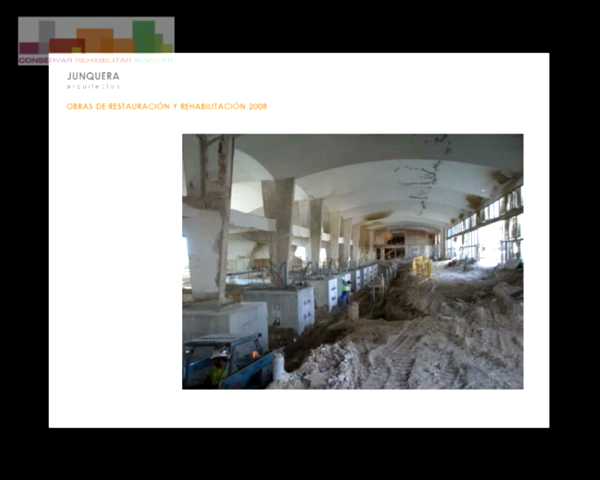 CONSERVAR REHABILITAR INNOVAR
JUNQUERA
arquitectos
OBRAS DE RESTAURACIÓN Y REHABILITACIÓN 2008